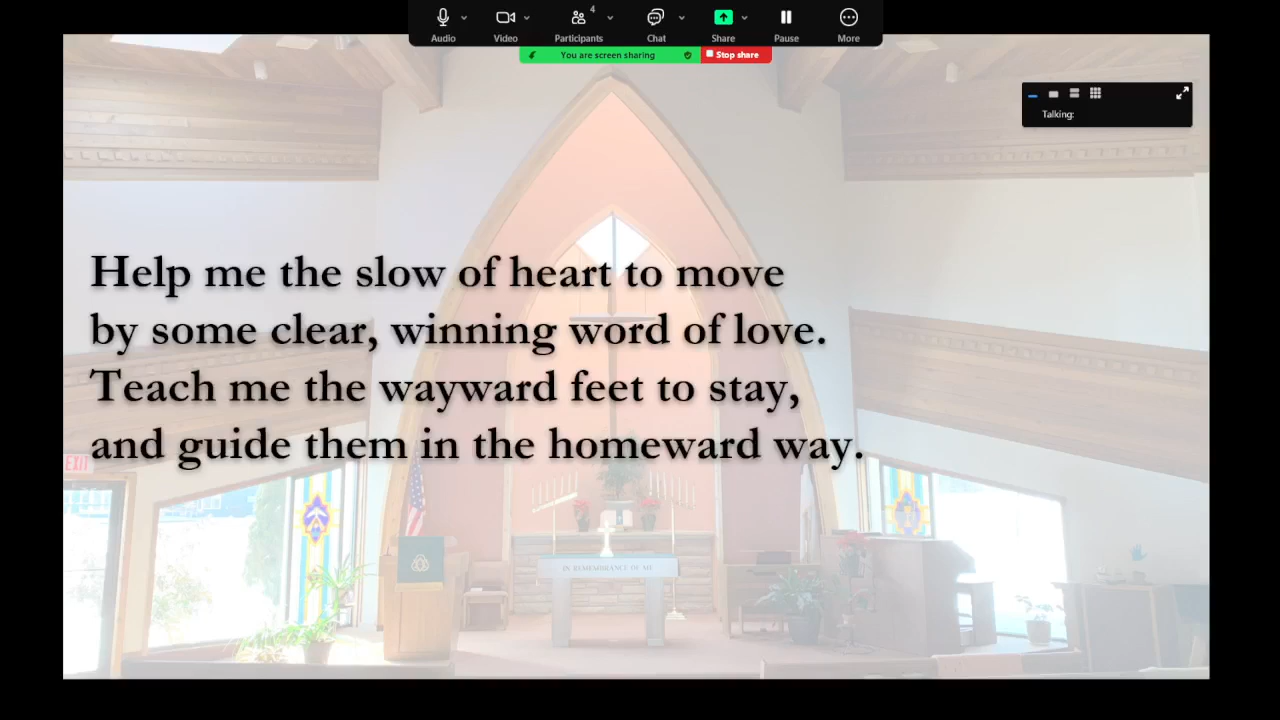 4
Audio Video Participants Chat Share Pause More
You are screen sharing Stop share
Talking:
Help me the slow of heart to move
by some clear, winning word of love.
Teach me the wayward feet to stay,
and guide them in the homeward way.
EXIT
IN REMEMBRANCE OF ME